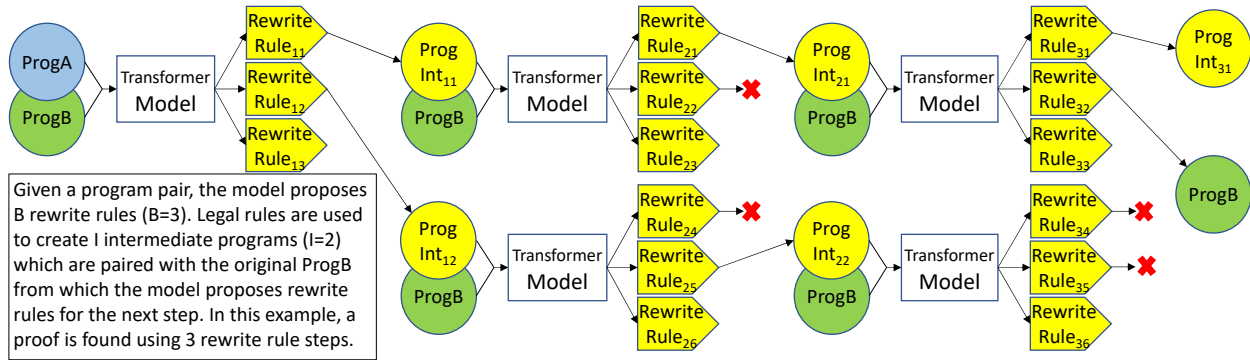 ProgA
ProgB
Transformer
Model
Rewrite
Rule11
Rewrite
Rule12
Rewrite
Rule13
Prog
Int11
ProgB
Transformer
Model
Rewrite
Rule21
Rewrite
Rule22
Rewrite
Rule23
Prog
Int21
ProgB
Transformer
Model
Rewrite
Rule31
Rewrite
Rule32
Rewrite
Rule33
Prog
Int31
ProgB
Given a program pair, the model proposes
B rewrite rules (B=3). Legal rules are used
to create I intermediate programs (I=2)
which are paired with the original ProgB
from which the model proposes rewrite
rules for the next step. In this example, a
proof is found using 3 rewrite rule steps.
Prog
Int12
ProgB
Transformer
Model
Rewrite
Rule24
Rewrite
Rule25
Rewrite
Rule26
Prog
Int22
ProgB
Transformer
Model
Rewrite
Rule34
Rewrite
Rule35
Rewrite
Rule36